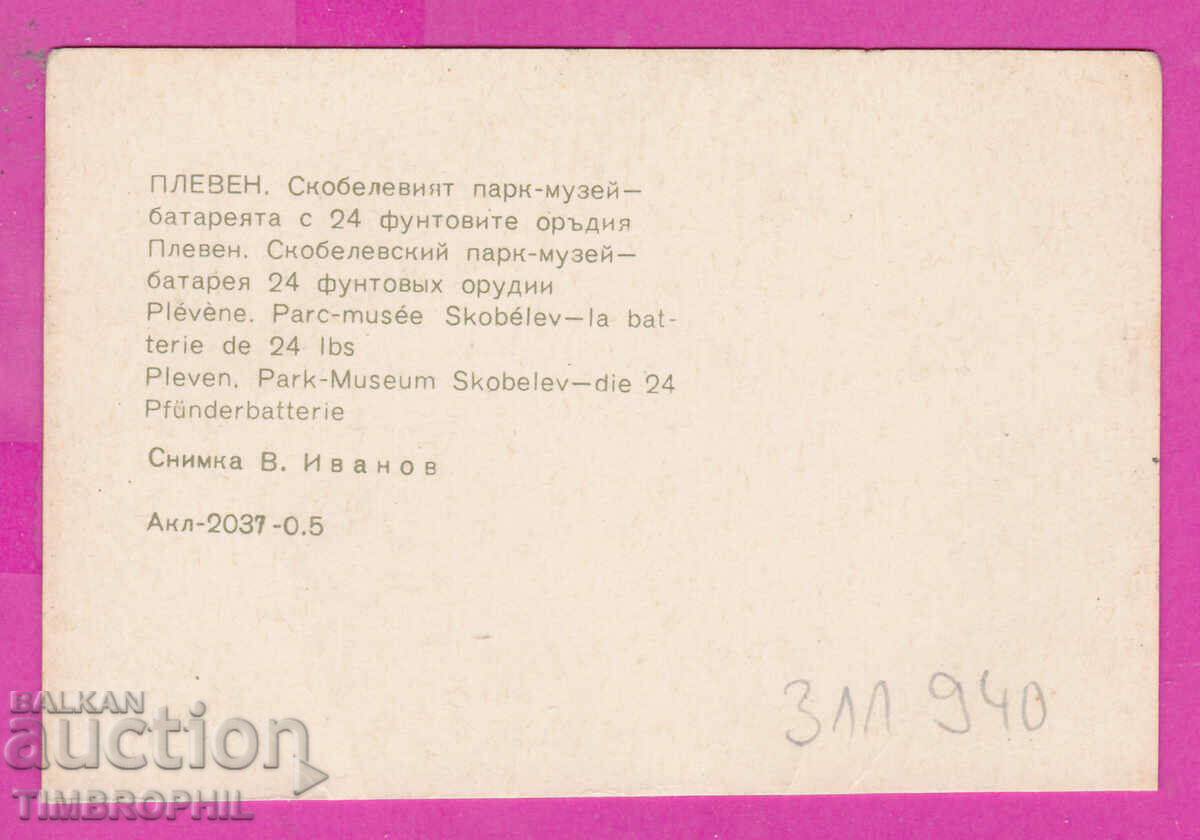 ПЛЕВЕН. Скобелевият парк-музей—
батареята с 24 фунтовите оръдия
Плевен. Скобелевский парк-музей—
батарея 24 фунтовых орудии
Plévène. Parc-musée Skobélev—la bat-
terie de 24 lbs
Pleven. Park-Museum Skobelev—die 24
Pfünderbatterie
Снимка В. Иванов
Акл-2037-0.5
311 940
BALKAN
auction
TIMBROPHIL